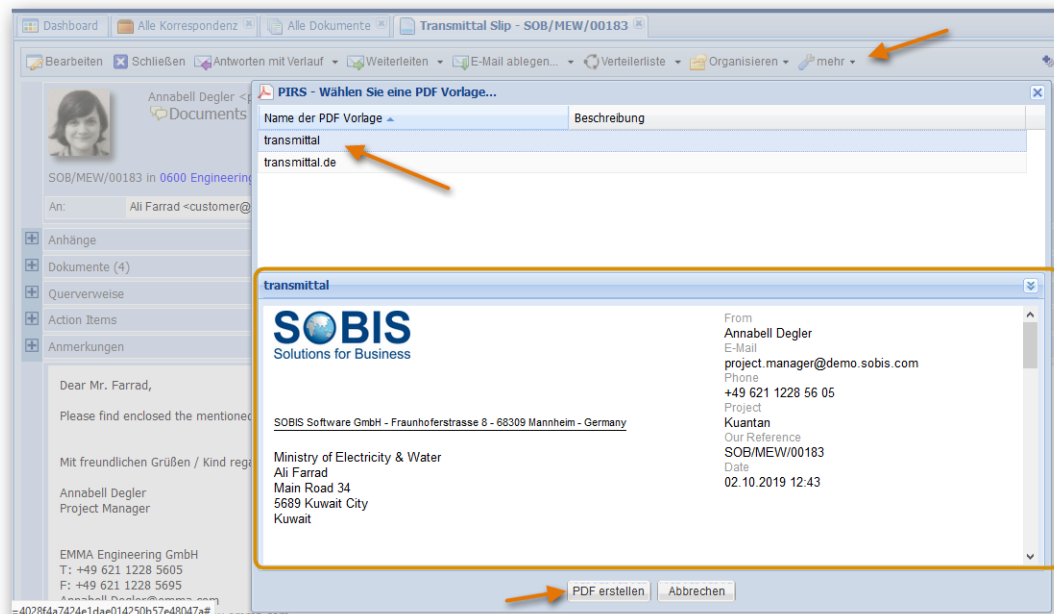 Dashboard
Alle Korrespondenz
Alle Dokumente
Transmittal Slip - SOB/MEW/00183
Bearbeiten
Schließen
Antworten mit Verlauf
Weiterleiten
E-Mail ablegen...
Verteilerliste
Organisieren
mehr
Annabell Degler
Documents
SOB/MEW/00183 in 0600 Engineering
An: Ali Farrad <customer@
Anhänge
Dokumente (4)
Querverweise
Action Items
Anmerkungen
Dear Mr. Farrad,
Please find enclosed the mentioned
Mit freundlichen Grüßen / Kind rega
Annabell Degler
Project Manager
EMMA Engineering GmbH
T: +49 621 1228 5605
F: +49 621 1228 5695
PIRS - Wählen Sie eine PDF Vorlage...
Name der PDF Vorlage
Beschreibung
transmittal
transmittal.de
transmittal
SOBIS
Solutions for Business
SOBIS Software GmbH - Fraunhoferstrasse 8 - 68309 Mannheim - Germany
Ministry of Electricity & Water
Ali Farrad
Main Road 34
5689 Kuwait City
Kuwait
From
Annabell Degler
E-Mail
project.manager@demo.sobis.com
Phone
+49 621 1228 56 05
Project
Kuantan
Our Reference
SOB/MEW/00183
Date
02.10.2019 12:43
PDF erstellen
Abbrechen
=4028f4a7424e1dae014250b57e48047a#